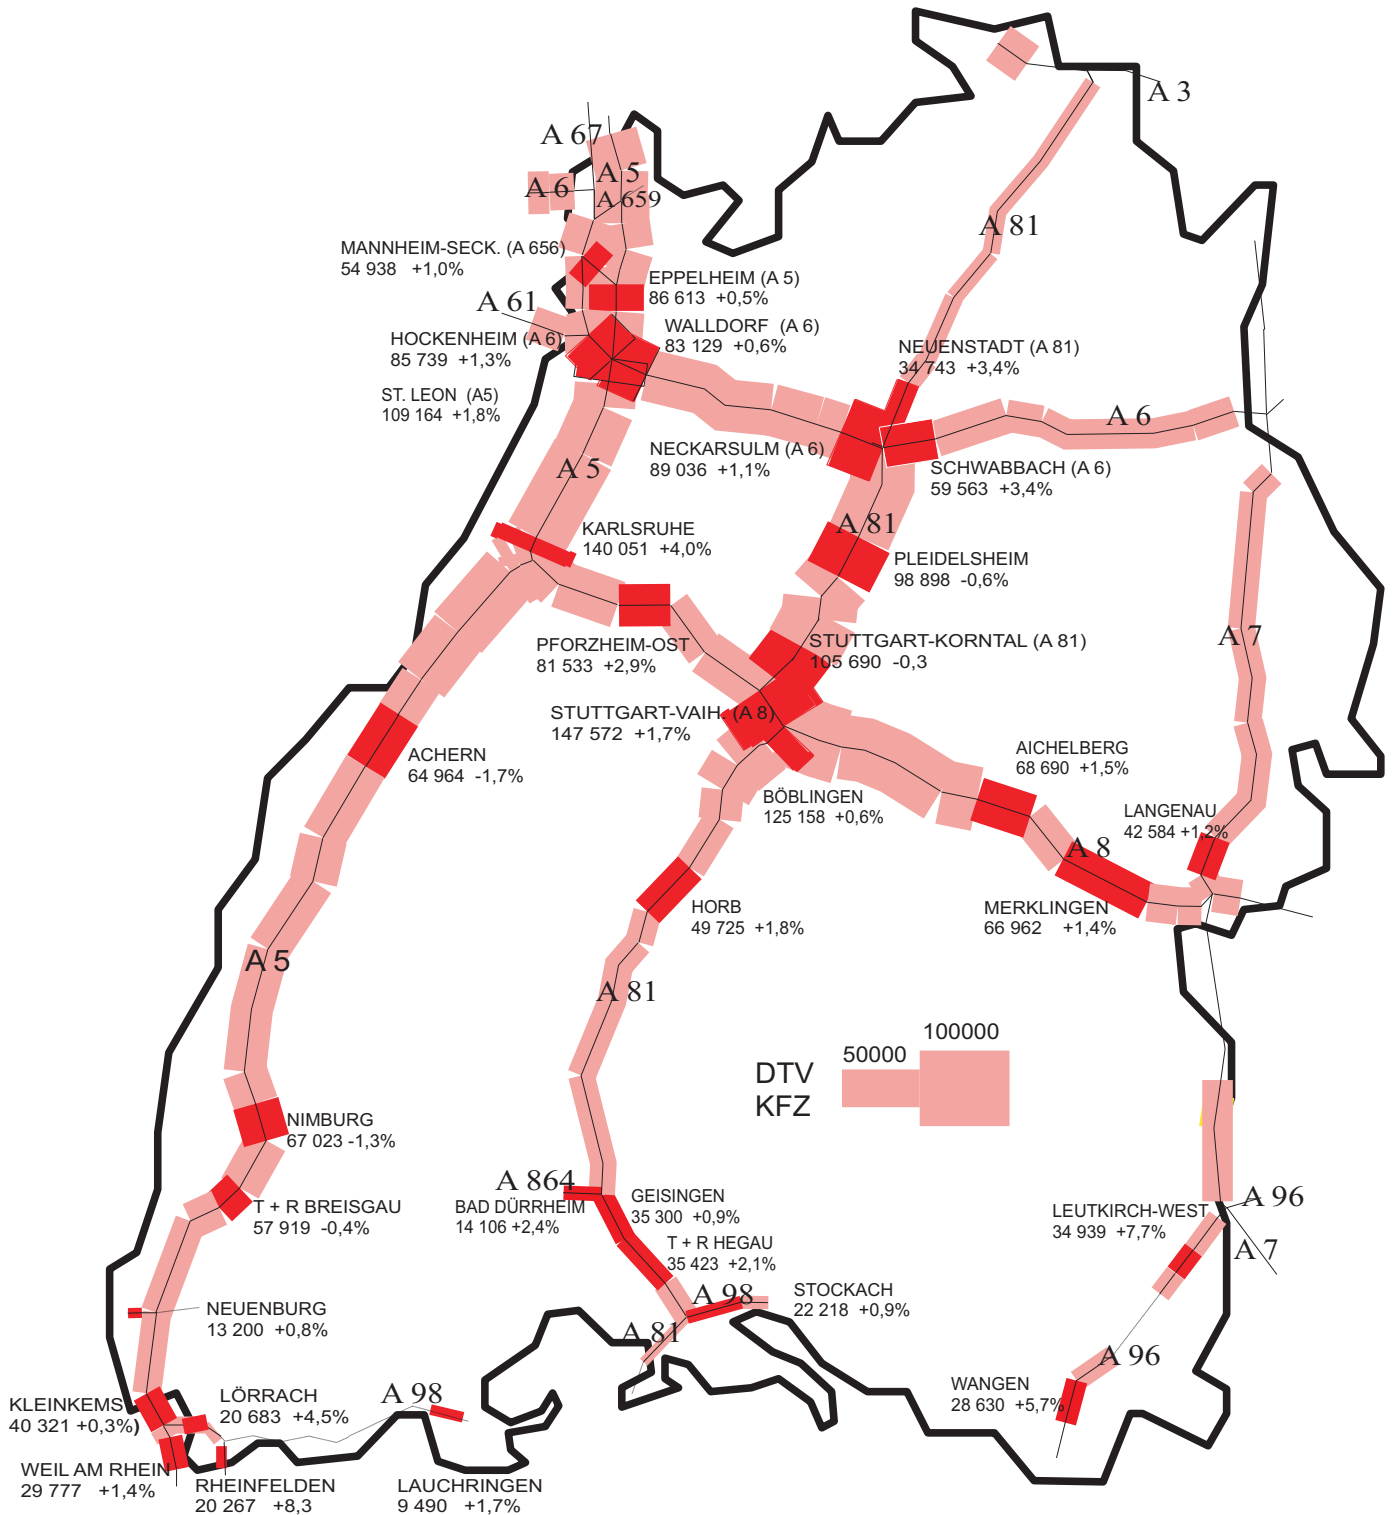 A 3
A 67
A 5
A 6
A 659
A 81
MANNHEIM-SECK. (A 656)
54 938 +1,0%
EPPELHEIM (A 5)
86 613 +0,5%
A 61
WALLDORF (A 6)
83 129 +0,6%
HOCKENHEIM (A 6)
85 739 +1,3%
NEUENSTADT (A 81)
34 743 +3,4%
ST. LEON (A5)
109 164 +1,8%
A 6
NECKARSULM (A 6)
89 036 +1,1%
SCHWABBACH (A 6)
59 563 +3,4%
A 5
KARLSRUHE
140 051 +4,0%
A 81
PLEIDELSHEIM
98 898 -0,6%
A 7
PFORZHEIM-OST
81 533 +2,9%
STUTTGART-KORNTAL (A 81)
105 690 -0,3
STUTTGART-VAIH. (A 8)
147 572 +1,7%
ACHERN
64 964 -1,7%
AICHELBERG
68 690 +1,5%
BÖBLINGEN
125 158 +0,6%
LANGENAU
42 584 +1,2%
A 8
HORB
49 725 +1,8%
MERKLINGEN
66 962 +1,4%
A 5
A 81
100000
50000
DTV
KFZ
NIMBURG
67 023 -1,3%
A 864
BAD DÜRRHEIM
14 106 +2,4%
GEISINGEN
35 300 +0,9%
T + R BREISGAU
57 919 -0,4%
T + R HEGAU
35 423 +2,1%
LEUTKIRCH-WEST
34 939 +7,7%
A 96
A 7
A 98
STOCKACH
22 218 +0,9%
NEUENBURG
13 200 +0,8%
A 81
A 96
WANGEN
28 630 +5,7%
KLEINKEMS
40 321 +0,3%)
LÖRRACH
20 683 +4,5%
A 98
WEIL AM RHEIN
29 777 +1,4%
RHEINFELDEN
20 267 +8,3
LAUCHRINGEN
9 490 +1,7%